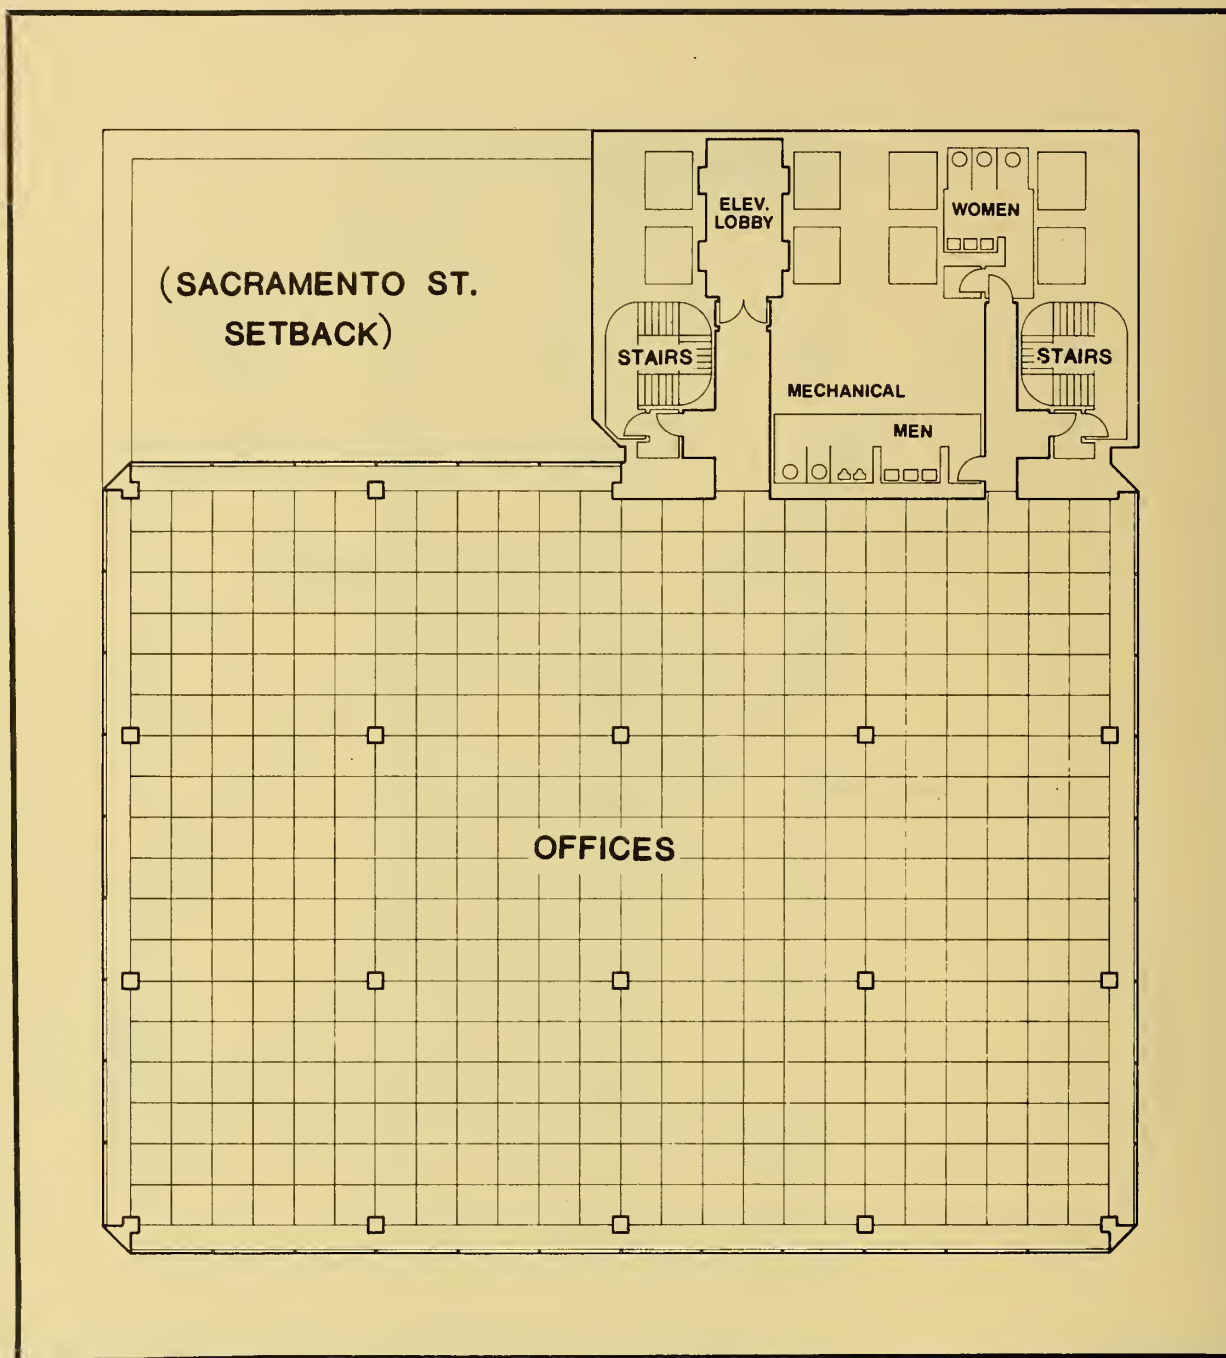 ELEV.
LOBBY
WOMEN
(SACRAMENTO ST.
SETBACK)
STAIRS
STAIRS
MECHANICAL
MEN
OFFICES